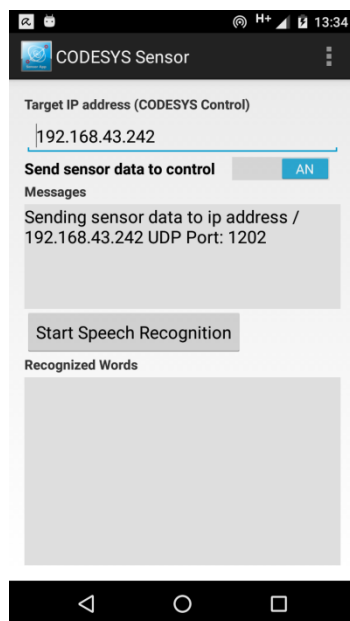 H+ 13:34
CODESYS Sensor
Target IP address (CODESYS Control)
192.168.43.242
Send sensor data to control AN
Messages
Sending sensor data to ip address /
192.168.43.242 UDP Port: 1202
Start Speech Recognition
Recognized Words